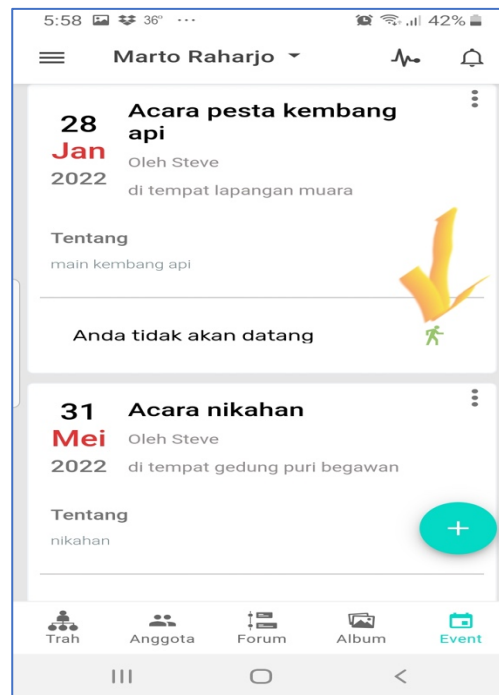 5:58 36° ··· 42%
Marto Raharjo
28
Jan
2022
Acara pesta kembang
api
Oleh Steve
di tempat lapangan muara
Tentang
main kembang api
Anda tidak akan datang
31
Mei
2022
Acara nikahan
Oleh Steve
di tempat gedung puri begawan
Tentang
nikahan
+
Trah Anggota Forum Album Event